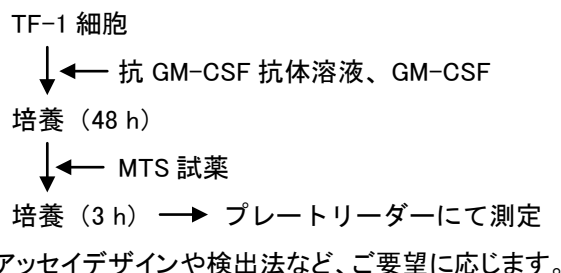 TF-1 細胞
抗 GM-CSF 抗体溶液、GM-CSF
培養（48 h）
MTS 試薬
培養（3 h） プレートリーダーにて測定
アッセイデザインや検出法など、ご要望に応じます。